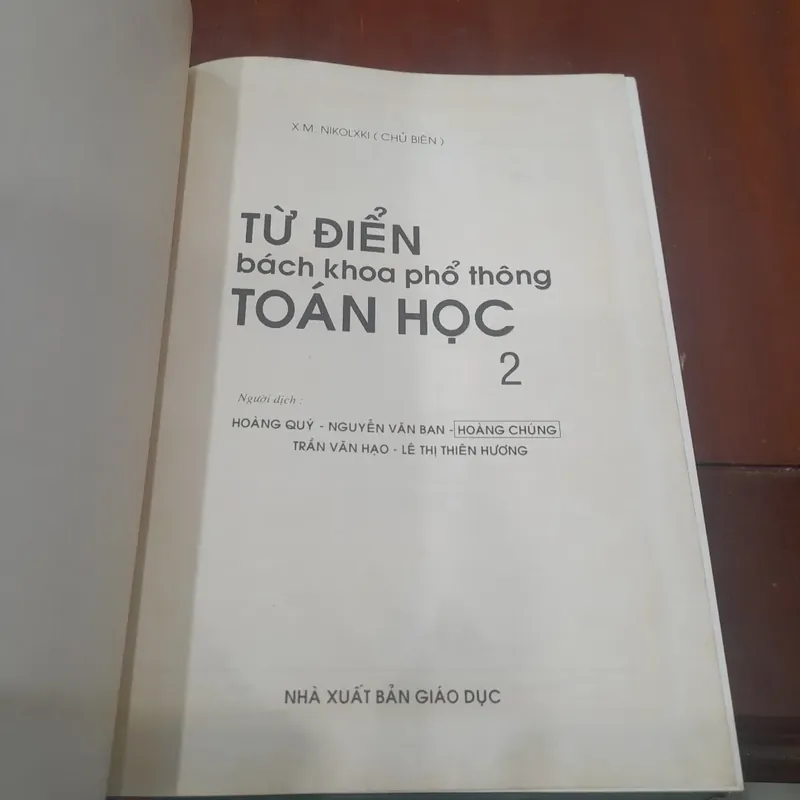 X.M. NIKOLXKI ( CHỦ BIÊN )
TỪ ĐIỂN
bách khoa phổ thông
TOÁN HỌC
2
Người dịch :
HOÀNG QUÝ - NGUYỄN VĂN BAN - HOÀNG CHÚNG
TRẦN VĂN HẠO - LÊ THỊ THIÊN HƯƠNG
NHÀ XUẤT BẢN GIÁO DỤC